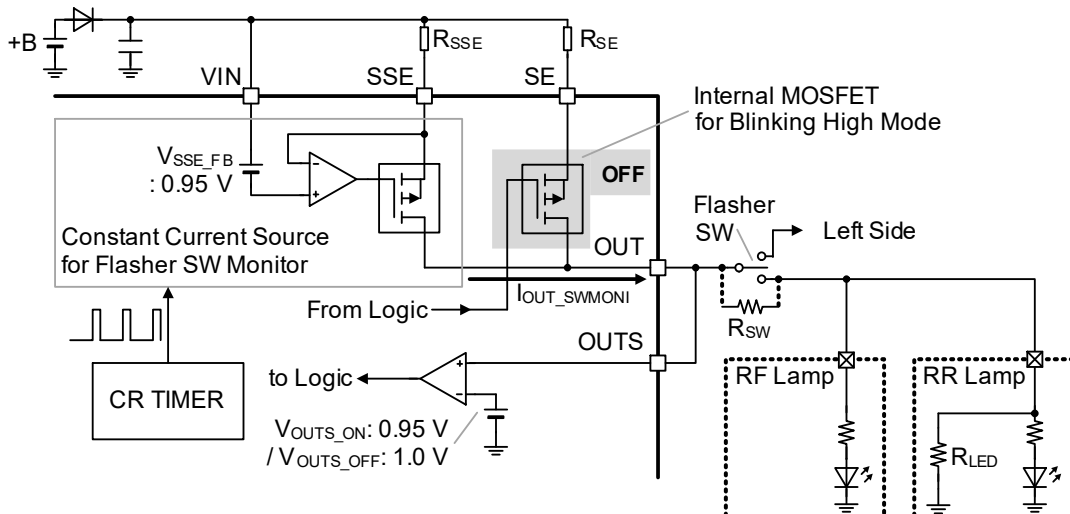 +B
RSSE
RSE
VIN
SSE
SE
Internal MOSFET
for Blinking High Mode
VSSE_FB
: 0.95 V
-
+
OFF
Constant Current Source
for Flasher SW Monitor
OUT
Flasher
SW
Left Side
IOUT_SWMONI
From Logic
RSW
OUTS
CR TIMER
to Logic
+
-
VOUTS_ON: 0.95 V
/ VOUTS_OFF: 1.0 V
RF Lamp
RR Lamp
RLED